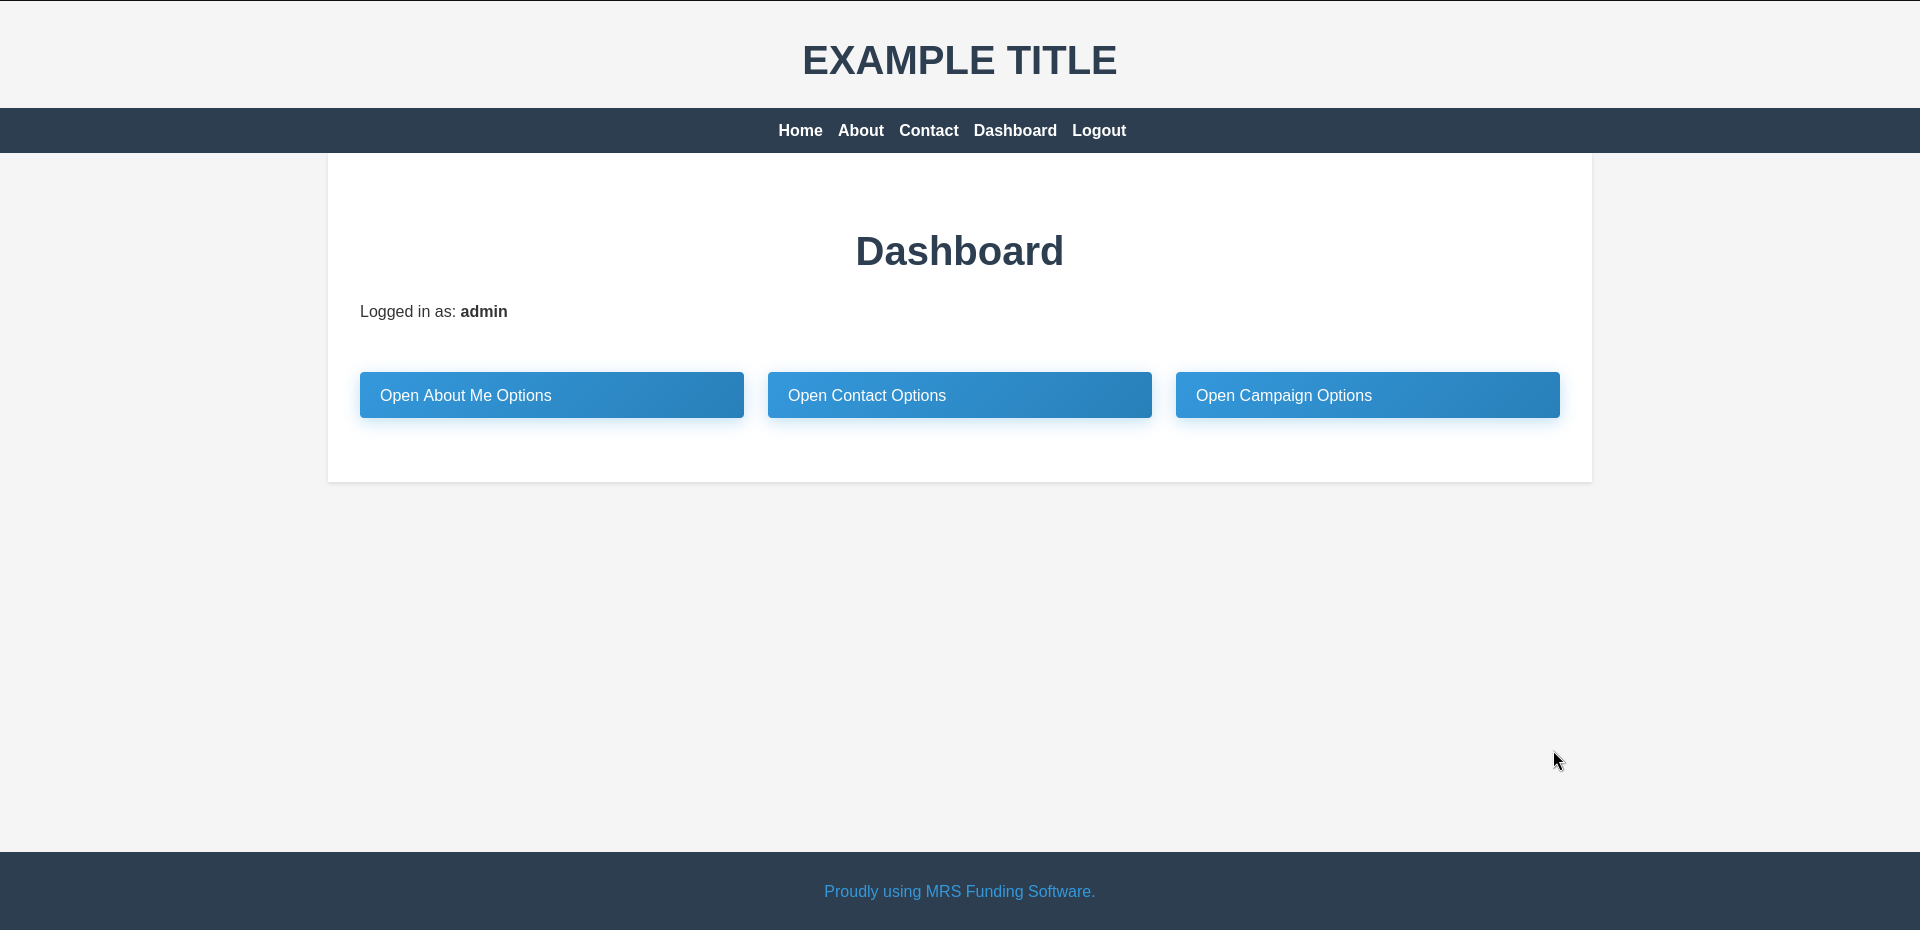 EXAMPLE TITLE
Home About Contact Dashboard Logout
Dashboard
Logged in as: admin
Open About Me Options Open Contact Options Open Campaign Options
Proudly using MRS Funding Software.